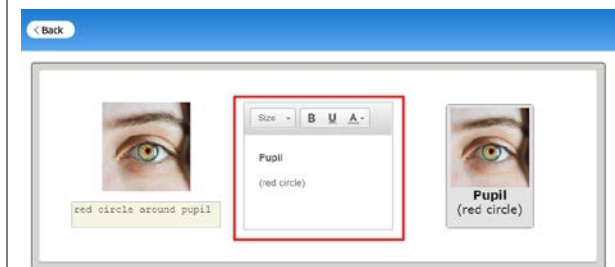 < Back
Size
B U A
Pupil
(red circle)
red circle around pupil
Pupil
(red circle)